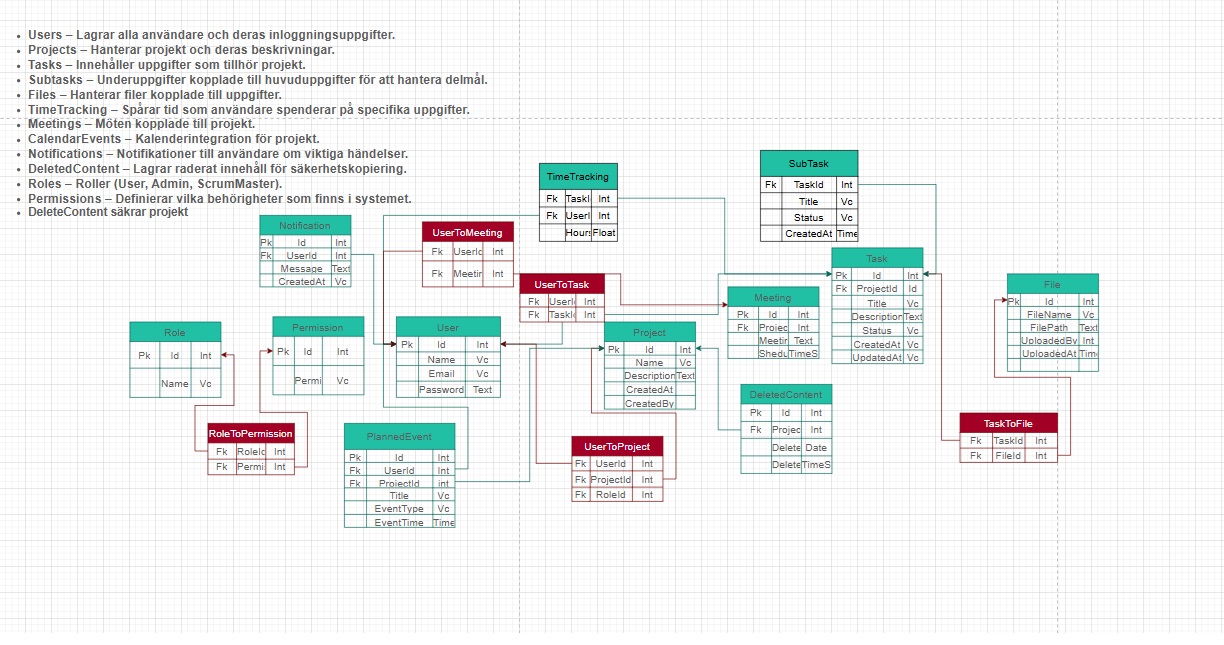 Users – Lagrar alla användare och deras inloggningsuppgifter.
Projects – Hanterar projekt och deras beskrivningar.
Tasks – Innehåller uppgifter som tillhör projekt.
Subtasks – Underuppgifter kopplade till huvuduppgifter för att hantera delmål.
Files – Hanterar filer kopplade till uppgifter.
TimeTracking – Spårar tid som användare spenderar på specifika uppgifter.
Meetings – Möten kopplade till projekt.
CalendarEvents – Kalenderintegration för projekt.
Notifications – Notifikationer till användare om viktiga händelser.
DeletedContent – Lagrar raderat innehåll för säkerhetskopiering.
Roles – Roller (User, Admin, ScrumMaster).
Permissions – Definierar vilka behörigheter som finns i systemet.
DeleteContent säkrar projekt
TimeTracking
Fk TaskI Int
Fk UserI Int
Hours Float
SubTask
Fk TaskId Int
Title Vc
Status Vc
CreatedAt Time
Notification
Pk Id Int
Fk UserId Int
Message Text
CreatedAt Vc
UserToMeeting
Fk UserId Int
Fk Meetin Int
UserToTask
Fk UserId Int
Fk TaskId Int
Task
Pk Id Int
Fk ProjectId Id
Title Vc
Description Text
Status Vc
CreatedAt Vc
UpdatedAt Vc
Meeting
Pk Id Int
Fk Projec Int
Meetin Text
Shedu TimeS
File
Pk Id Int
FileName Vc
FilePath Text
UploadedBy Int
UploadedAt Time
Role
Pk Id Int
Name Vc
Permission
Pk Id Int
Permi Vc
User
Pk Id Int
Name Vc
Email Vc
Password Text
Project
Pk Id Int
Name Vc
Description Text
CreatedAt
CreatedBy
DeletedContent
Pk Id Int
Fk Projec Int
Delete Date
Delete TimeS
RoleToPermission
Fk RoleId Int
Fk Permi Int
PlannedEvent
Pk Id Int
Fk UserId Int
Fk ProjectId int
Title Vc
EventType Vc
EventTime Time
UserToProject
Fk UserId Int
Fk ProjectId Int
Fk RoleId Int
TaskToFile
Fk TaskId Int
Fk FileId Int